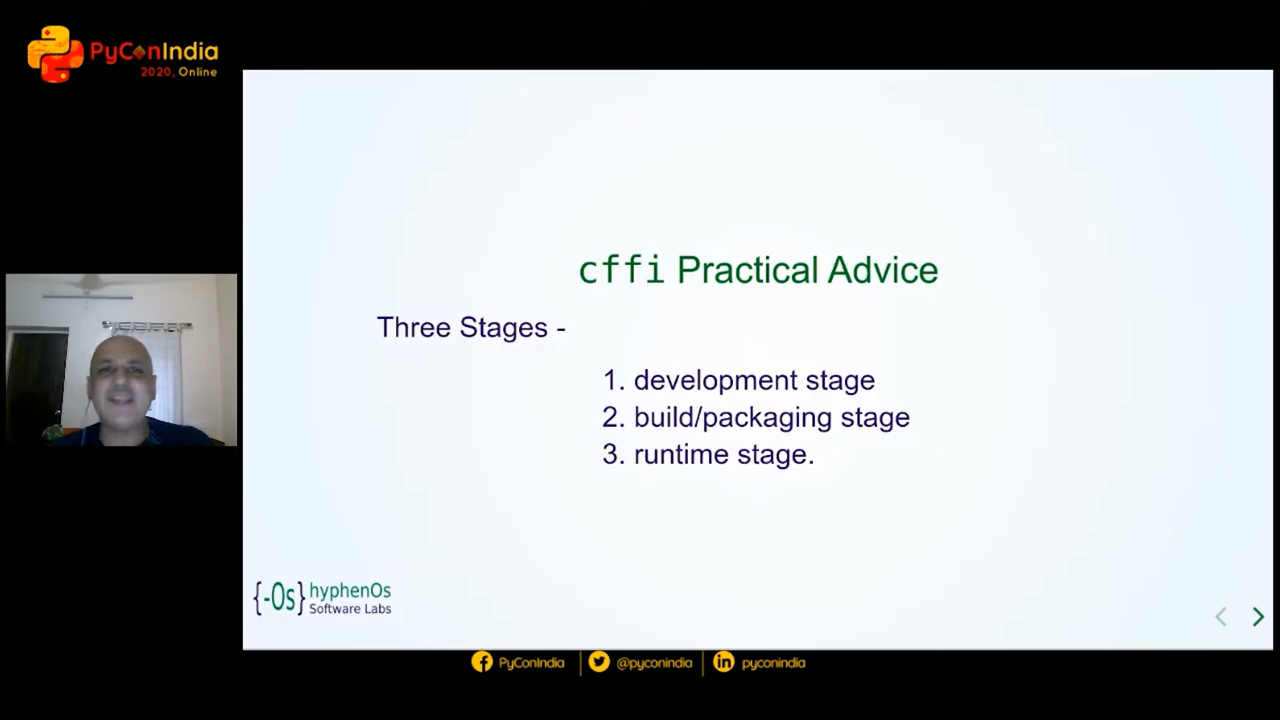 PyConIndia
2020, Online
cffi Practical Advice
Three Stages -
1. development stage
2. build/packaging stage
3. runtime stage.
{-Os} hyphenOs
Software Labs
PyConIndia
@pyconindia
pyconindia